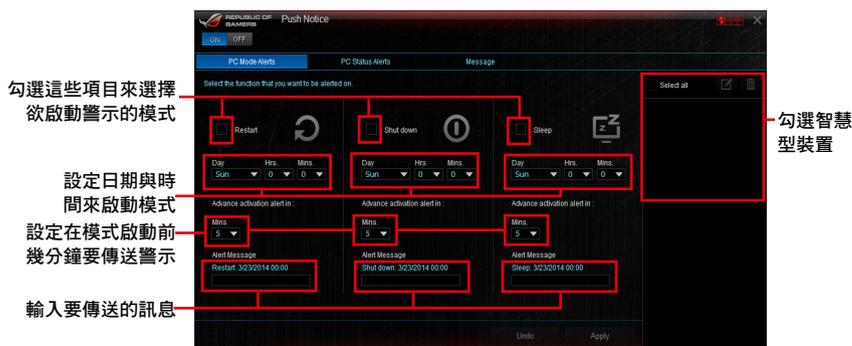 REPUBLIC OF
GAMERS
Push Notice
ON OFF
PC Mode Alerts PC Status Alerts Message
Select the function that you want to be alerted on.
Select all
勾選這些項目來選擇
欲啟動警示的模式
Restart Shut down Sleep
zZ
勾選智慧
型裝置
Day Hrs. Mins. Day Hrs. Mins. Day Hrs. Mins.
Sun 0 0 Sun 0 0 Sun 0 0
設定日期與時
間來啟動模式
Advance activation alert in : Advance activation alert in : Advance activation alert in :
Mins. Mins. Mins.
5 5 5
設定在模式啟動前
幾分鐘要傳送警示
Alert Message Alert Message Alert Message
Restart: 3/23/2014 00:00 Shut down: 3/23/2014 00:00 Sleep: 3/23/2014 00:00
輸入要傳送的訊息
Undo Apply